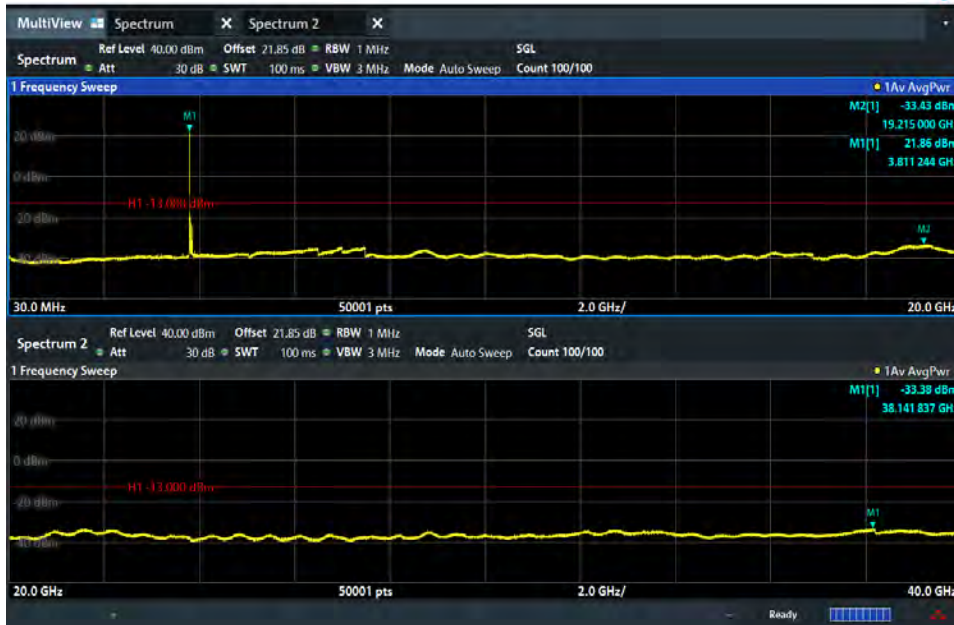 MultiView Spectrum X Spectrum 2 X
Spectrum Ref Level 40.00 dBm Offset 21.85 dB RBW 1 MHz SGL
Att 30 dB SWT 100 ms VBW 3 MHz Mode Auto Sweep Count 100/100
1 Frequency Sweep 1Av AvgPwr
M2[1] -33.43 dBm
19.215 000 GH
M1[1] 21.86 dBm
3.811 244 GH
M1
20 dBm
0 dBm
H1 -13.000 dBm
-20 dBm
M2
-40 dBm
30.0 MHz 50001 pts 2.0 GHz/ 20.0 GHz
Spectrum 2 Ref Level 40.00 dBm Offset 21.85 dB RBW 1 MHz SGL
Att 30 dB SWT 100 ms VBW 3 MHz Mode Auto Sweep Count 100/100
1 Frequency Sweep 1Av AvgPwr
M1[1] -33.38 dBm
38.141 837 GH
20 dBm
0 dBm
H1 -13.000 dBm
-20 dBm
M1
-40 dBm
20.0 GHz 50001 pts 2.0 GHz/ 40.0 GHz
Ready